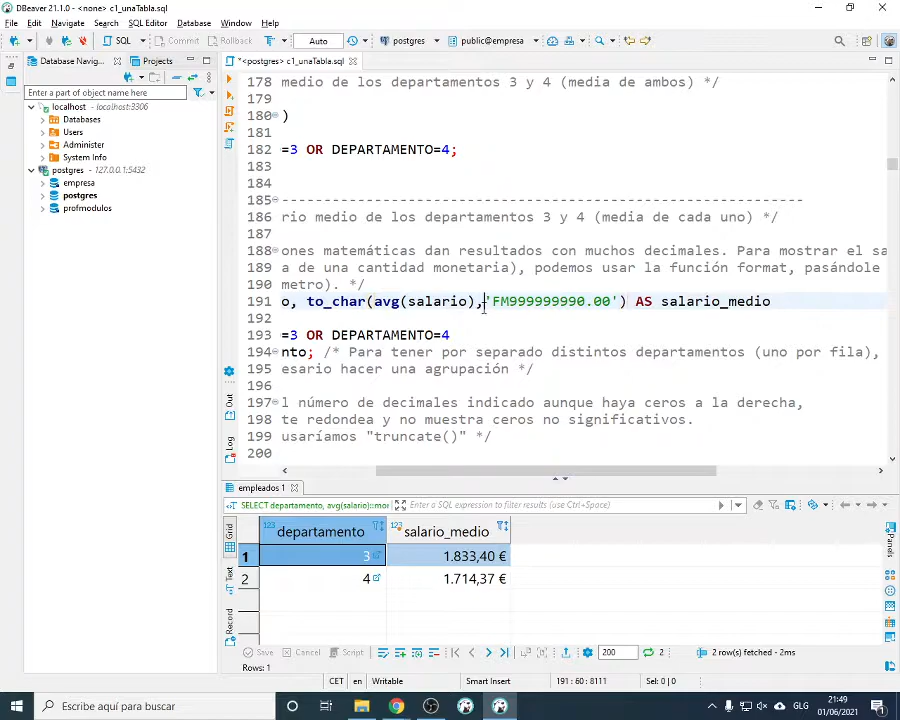 DBeaver 21.1.0 - <none> c1_unaTabla.sql
File Edit Navigate Search SQL Editor Database Window Help
SQL Commit Rollback Auto postgres public@empresa
Database Navig... Projects
*<postgres> c1_unaTabla.sql
Enter a part of object name here
localhost:3306
Databases
Users
Administer
System Info
postgres - 127.0.0.1:5432
empresa
postgres
profmodulos
178 medio de los departamentos 3 y 4 (media de ambos) */
179
180 )
181
182 =3 OR DEPARTAMENTO=4;
183
184
185 --------------------------------------------------------------
186 rio medio de los departamentos 3 y 4 (media de cada uno) */
187
188 ones matemáticas dan resultados con muchos decimales. Para mostrar el sa
189 a de una cantidad monetaria), podemos usar la función format, pasándole
190 metro). */
191 o, to_char(avg(salario),'FM999999990.00') AS salario_medio
192
193 =3 OR DEPARTAMENTO=4
194 nto; /* Para tener por separado distintos departamentos (uno por fila),
195 esario hacer una agrupación */
196
197 l número de decimales indicado aunque haya ceros a la derecha,
198 te redondea y no muestra ceros no significativos.
199 usaríamos "truncate()" */
200
Out
Log
empleados 1
SELECT departamento, avg(salario)::mor
Enter a SQL expression to filter results (use Ctrl+Space)
Grid
Text
Record
Panels
123 departamento 123 salario_medio
1 3 1.833,40 €
2 4 1.714,37 €
Save Cancel Script 200 2 2 row(s) fetched - 2ms
Rows: 1
CET en Writable Smart Insert 191 : 60 : 8111 Sel: 0 | 0
Escribe aquí para buscar
GLG
21:49
01/06/2021
1